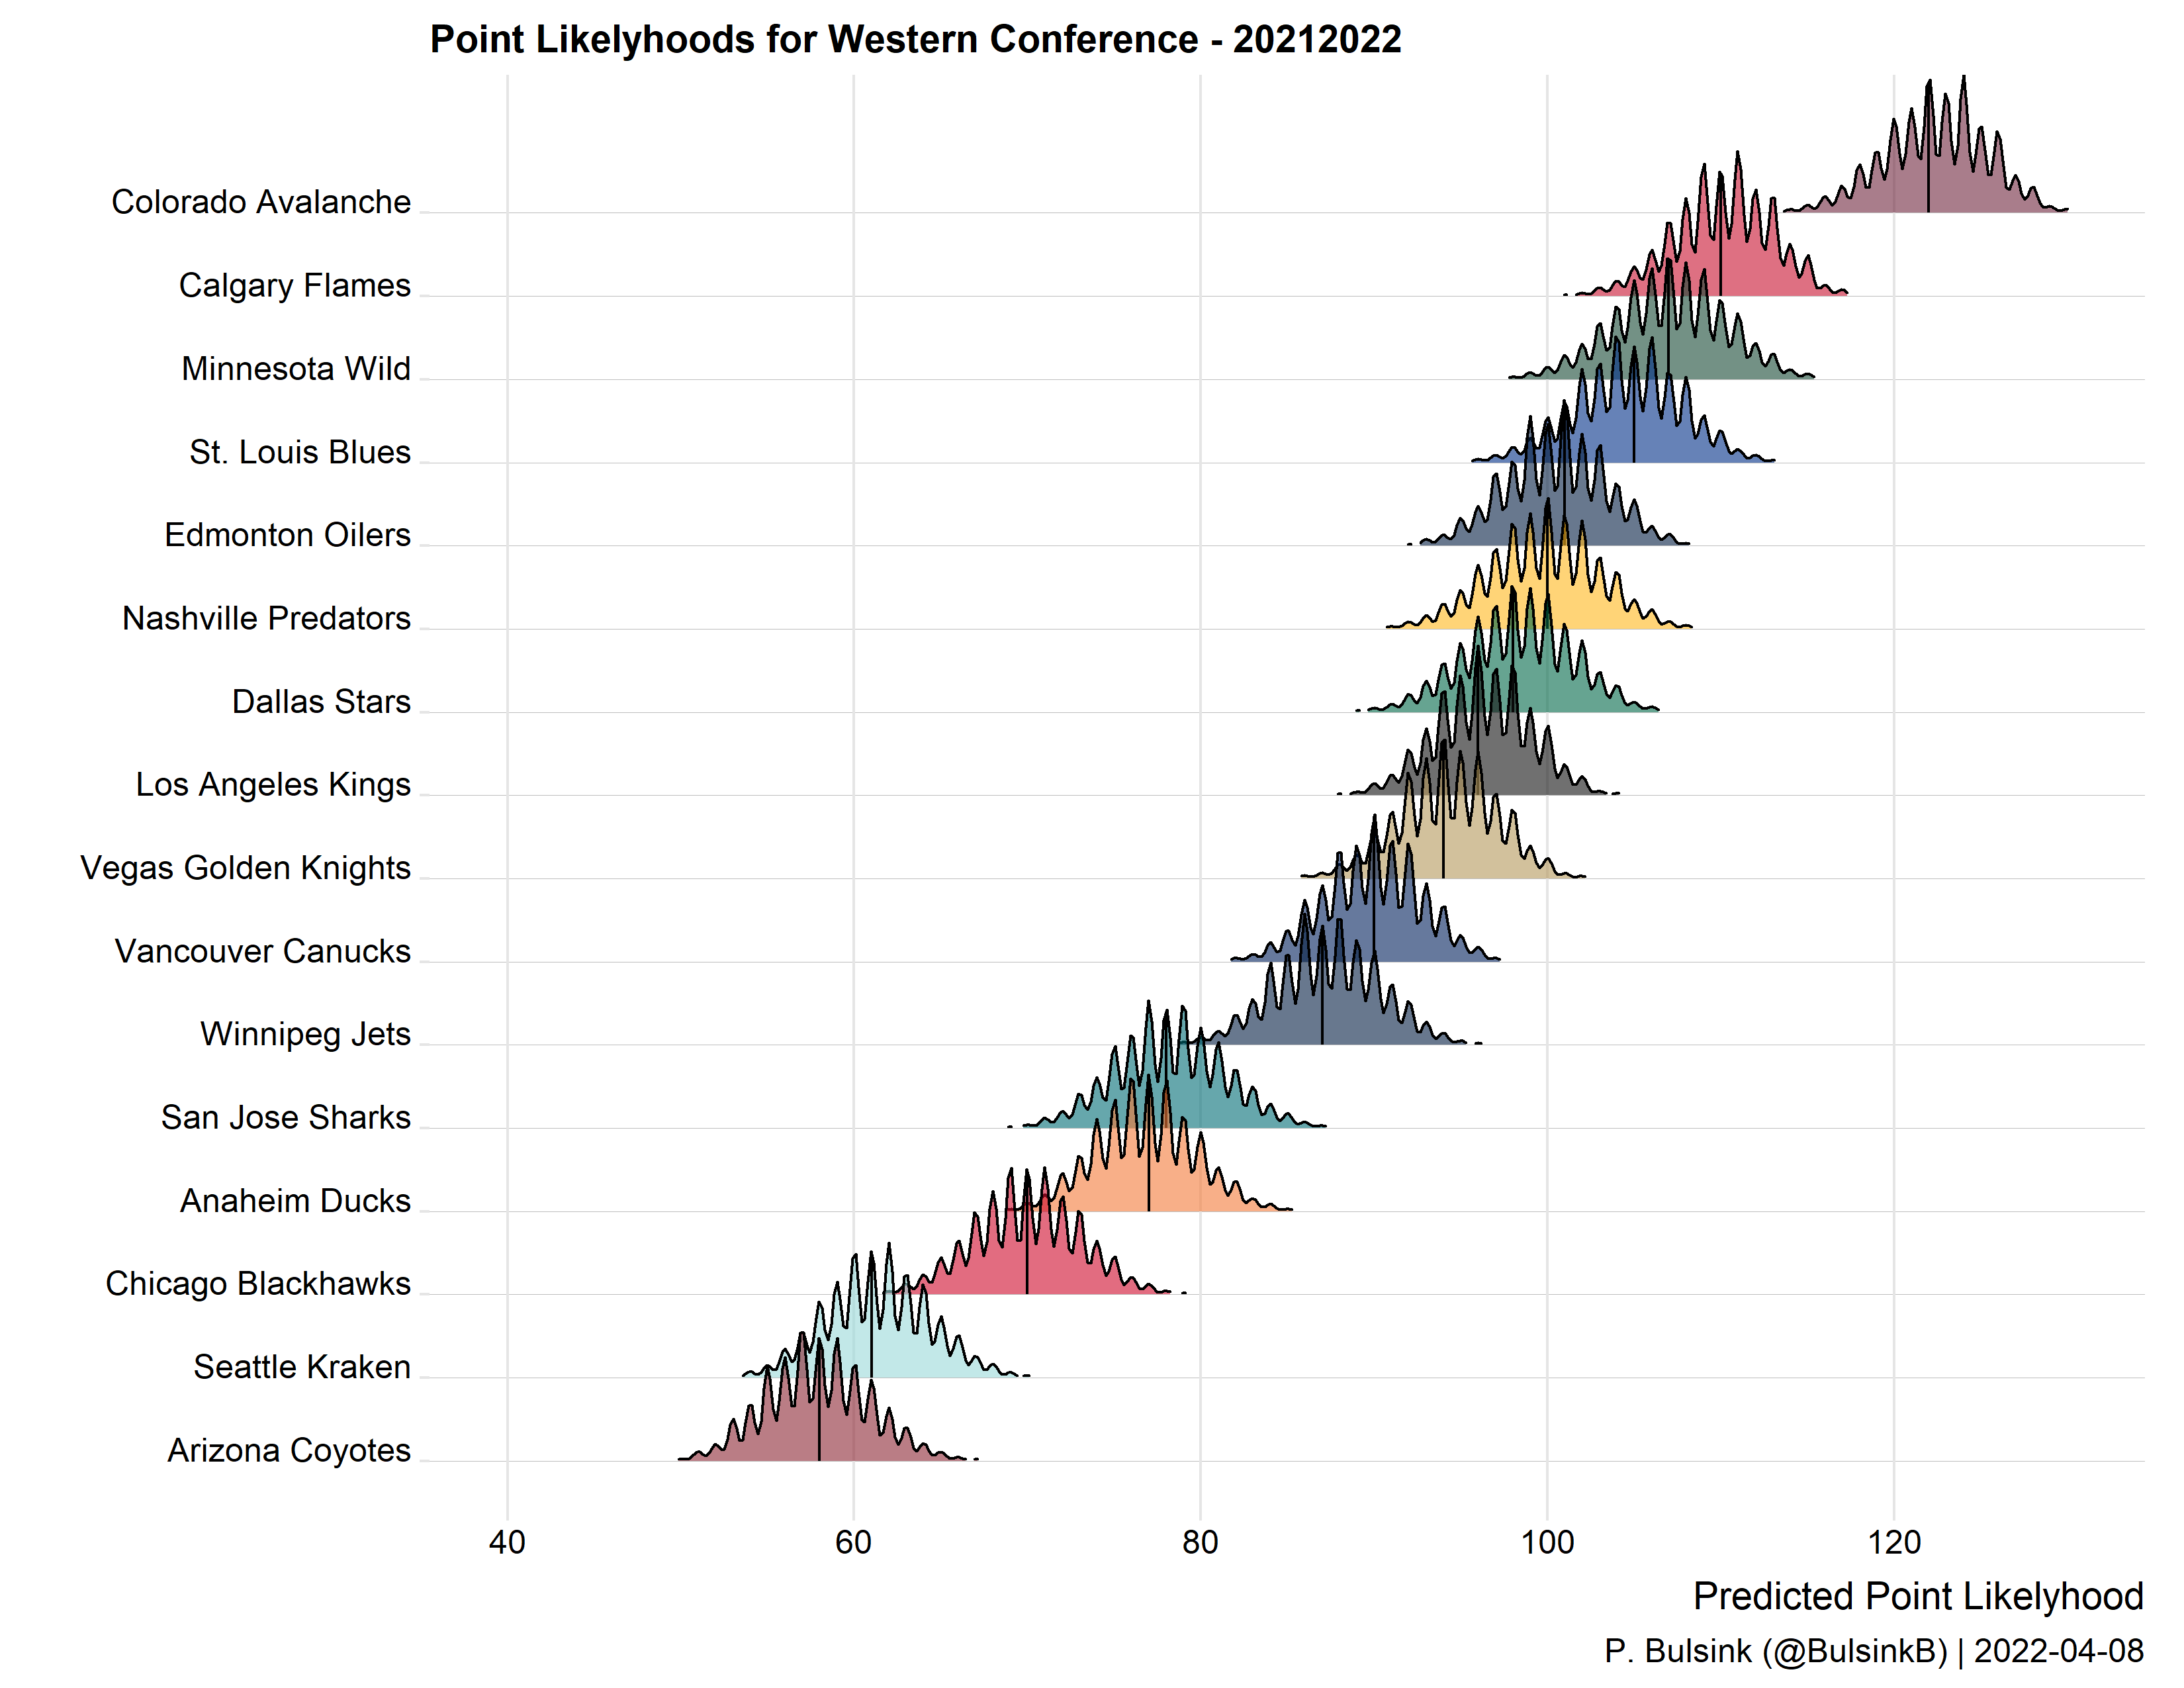 Point Likelyhoods for Western Conference - 20212022
Colorado Avalanche
Calgary Flames
Minnesota Wild
St. Louis Blues
Edmonton Oilers
Nashville Predators
Dallas Stars
Los Angeles Kings
Vegas Golden Knights
Vancouver Canucks
Winnipeg Jets
San Jose Sharks
Anaheim Ducks
Chicago Blackhawks
Seattle Kraken
Arizona Coyotes
40 60 80 100 120
Predicted Point Likelyhood
P. Bulsink (@BulsinkB) | 2022-04-08